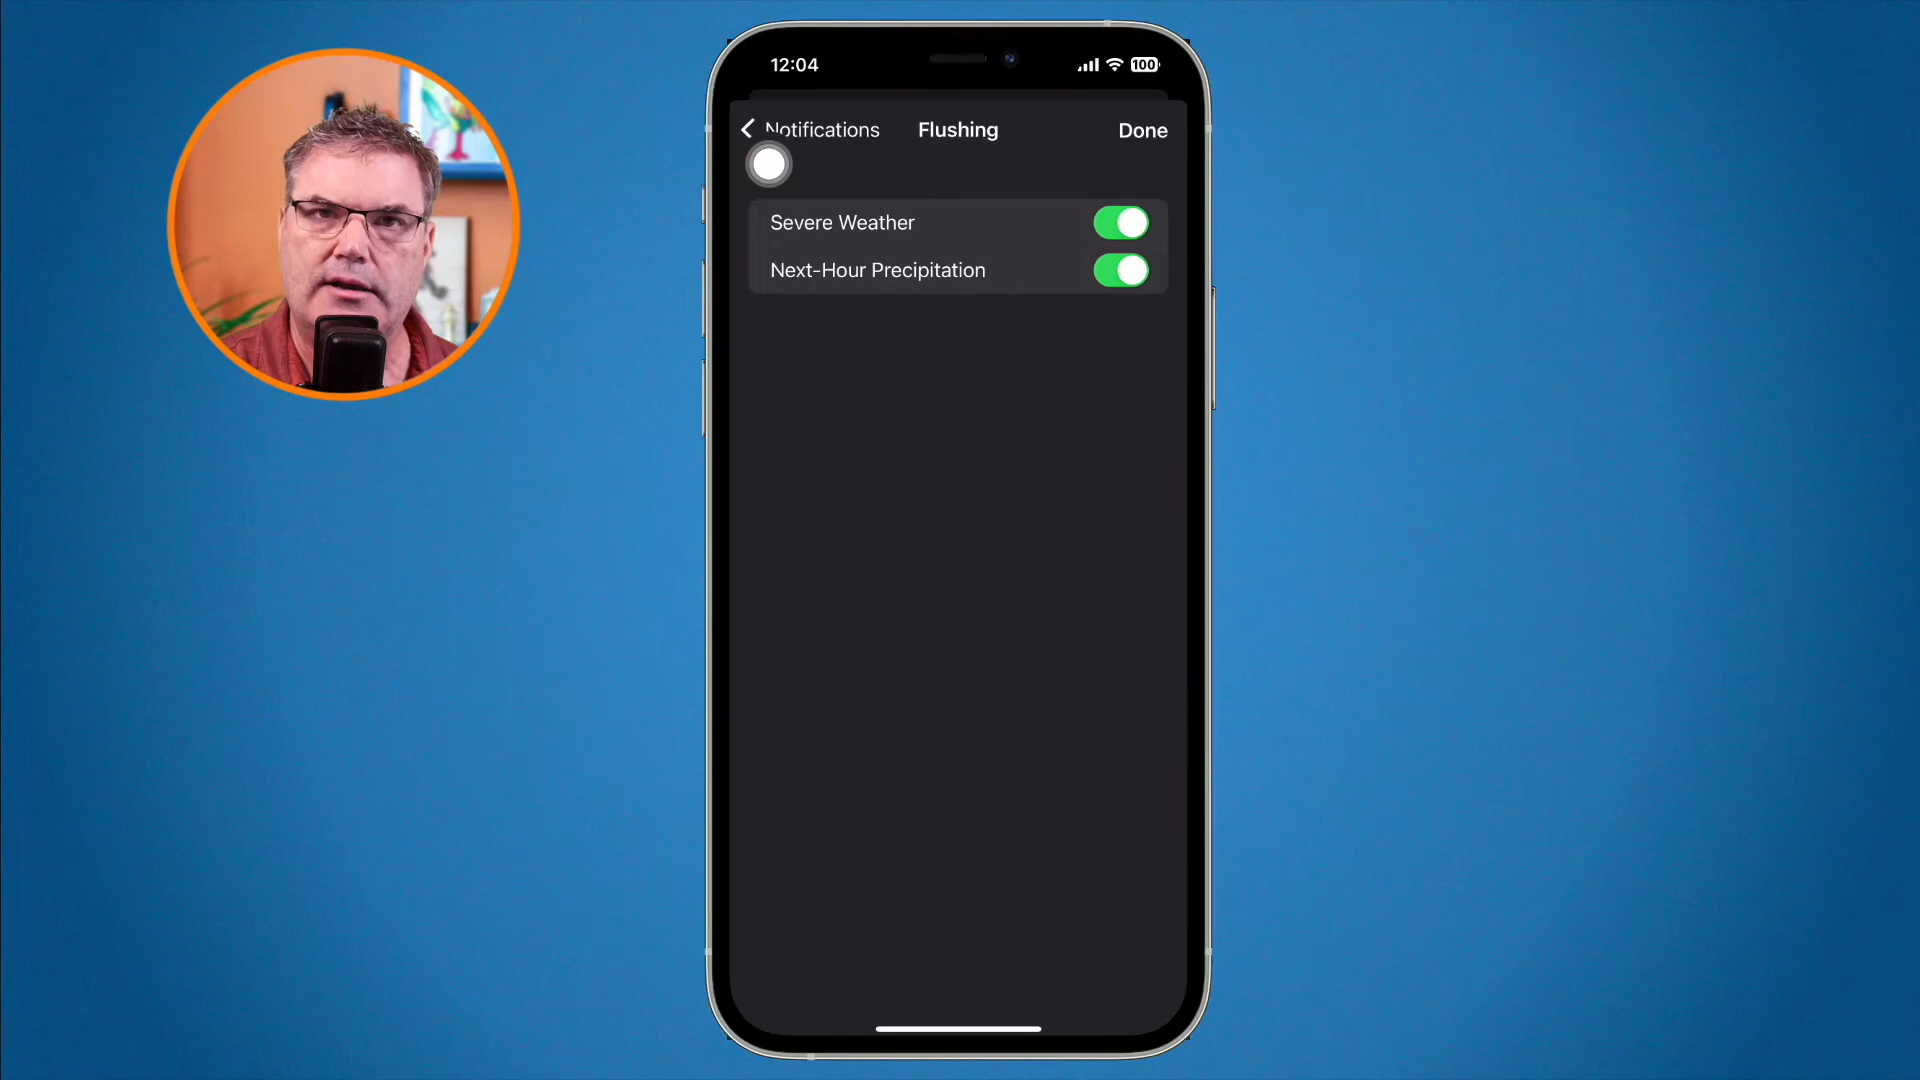 12:04
100
Notifications
Flushing
Done
Severe Weather
Next-Hour Precipitation